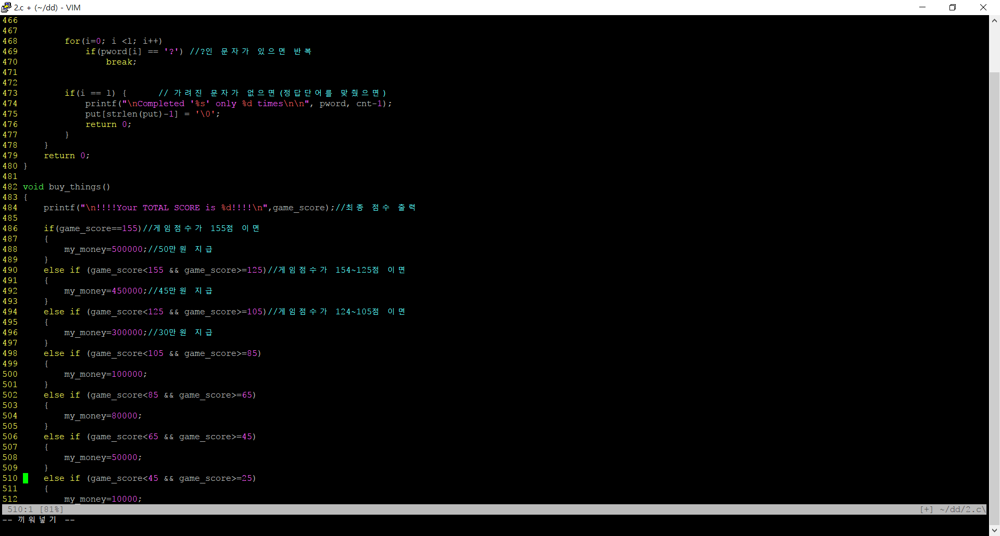 2.c + (~/dd) - VIM
466
467
468         for(i=0; i <l; i++)
469             if(pword[i] == '?') //?인 문자가 있으면 반복
470                 break;
471
472
473         if(i == l) {      // 가려진 문자가 없으면(정답단어를 맞췄으면)
474             printf("\nCompleted '%s' only %d times\n\n", pword, cnt-1);
475             put[strlen(put)-1] = '\0';
476             return 0;
477         }
478     }
479     return 0;
480 }
481
482 void buy_things()
483 {
484     printf("\n!!!!Your TOTAL SCORE is %d!!!!\n",game_score);//최종 점수 출력
485
486     if(game_score==155)//게임점수가 155점 이면
487     {
488         my_money=500000;//50만원 지급
489     }
490     else if (game_score<155 && game_score>=125)//게임점수가 154~125점 이면
491     {
492         my_money=450000;//45만원 지급
493     }
494     else if (game_score<125 && game_score>=105)//게임점수가 124~105점 이면
495     {
496         my_money=300000;//30만원 지급
497     }
498     else if (game_score<105 && game_score>=85)
499     {
500         my_money=100000;
501     }
502     else if (game_score<85 && game_score>=65)
503     {
504         my_money=80000;
505     }
506     else if (game_score<65 && game_score>=45)
507     {
508         my_money=50000;
509     }
510     else if (game_score<45 && game_score>=25)
511     {
512         my_money=10000;
510:1 [81%] [+] ~/dd/2.c\
-- 끼워넣기 --